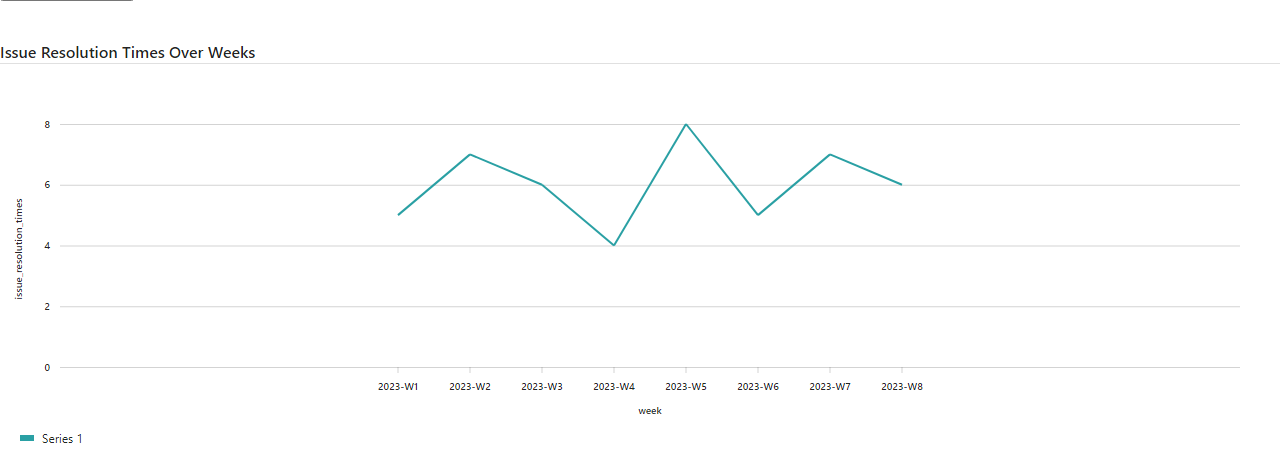 Issue Resolution Times Over Weeks
8
6
4
2
0
issue_resolution_times
2023-W1 2023-W2 2023-W3 2023-W4 2023-W5 2023-W6 2023-W7 2023-W8
week
Series 1